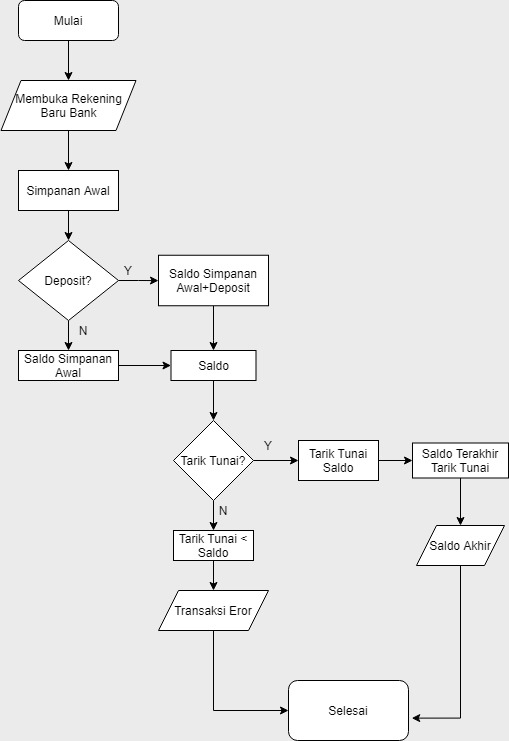 Mulai
Membuka Rekening
Baru Bank
Simpanan Awal
Deposit?
Y
Saldo Simpanan
Awal+Deposit
N
Saldo Simpanan
Awal
Saldo
Tarik Tunai?
Y
Tarik Tunai
Saldo
Saldo Terakhir
Tarik Tunai
N
Tarik Tunai <
Saldo
Saldo Akhir
Transaksi Eror
Selesai